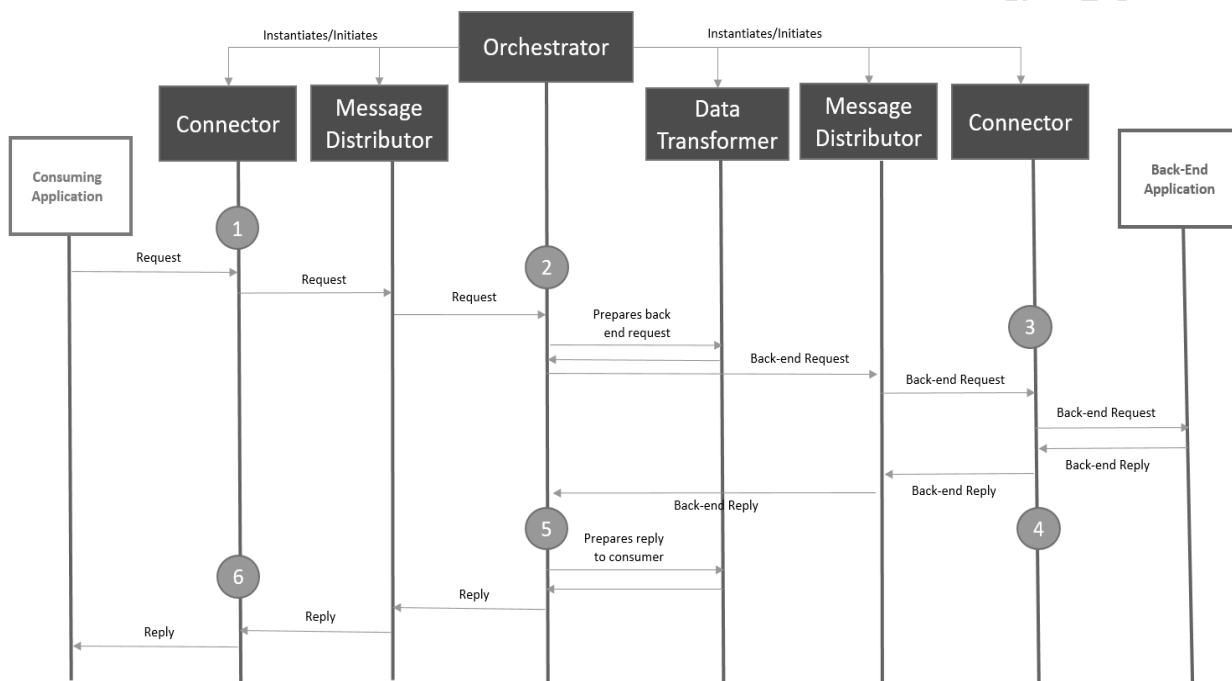 Instantiates/Initiates
Orchestrator
Instantiates/Initiates
Connector
Message
Distributor
Data
Transformer
Message
Distributor
Connector
Consuming
Application
Back-End
Application
1
Request
Request
Request
2
Prepares back
end request
3
Back-end Request
Back-end Request
Back-end Request
Back-end Reply
Back-end Reply
Back-end Reply
5
4
Prepares reply
to consumer
6
Reply
Reply
Reply